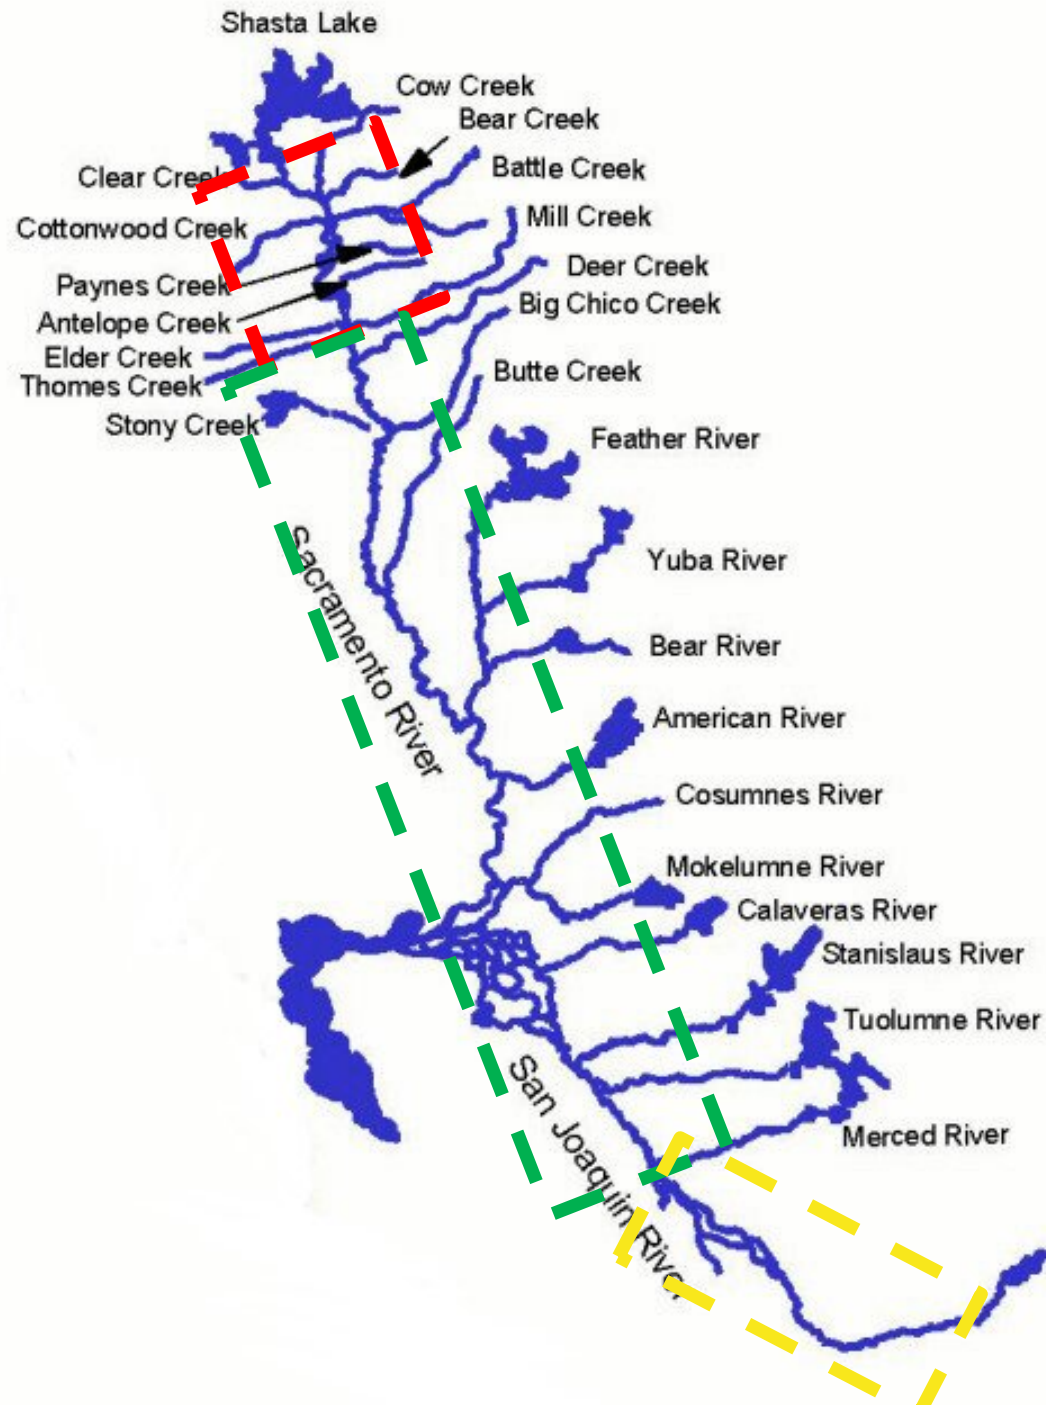 Shasta Lake
Cow Creek
Bear Creek
Battle Creek
Clear Creek
Mill Creek
Cottonwood Creek
Deer Creek
Paynes Creek
Big Chico Creek
Antelope Creek
Elder Creek
Butte Creek
Thomes Creek
Stony Creek
Feather River
Yuba River
Sacramento River
Bear River
American River
Cosumnes River
Mokelumne River
Calaveras River
Stanislaus River
Tuolumne River
Merced River
San Joaquin River